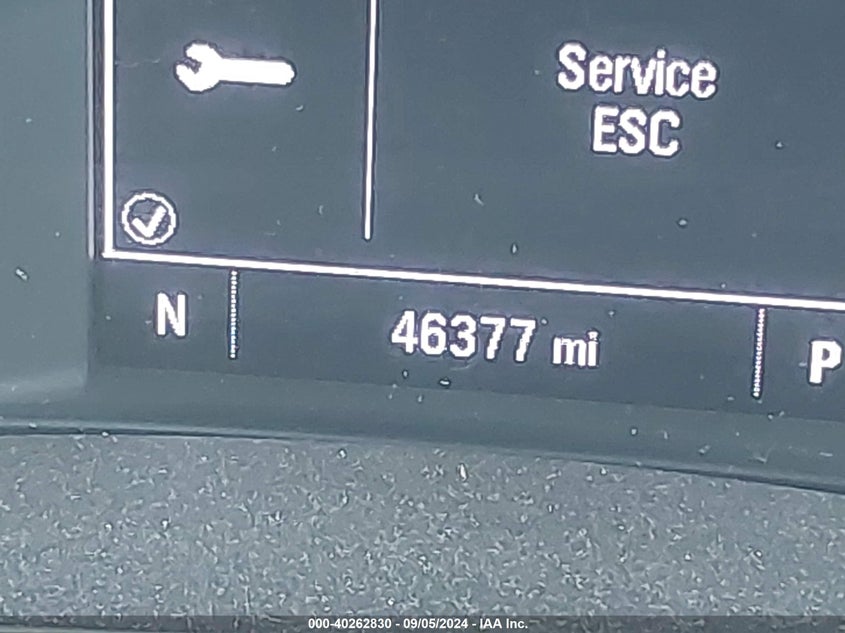 Service
ESC
N
46377 mi
P
000-40262830 - 09/05/2024 - IAA Inc.